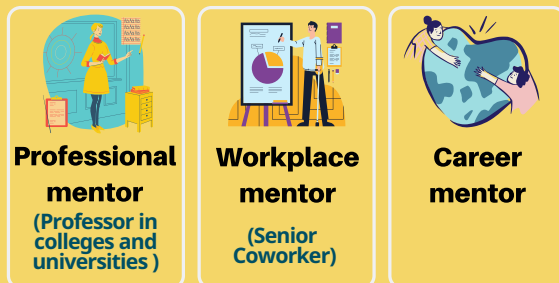 Professional
mentor
(Professor in
colleges and
universities )
Workplace
mentor
(Senior
Coworker)
Career
mentor